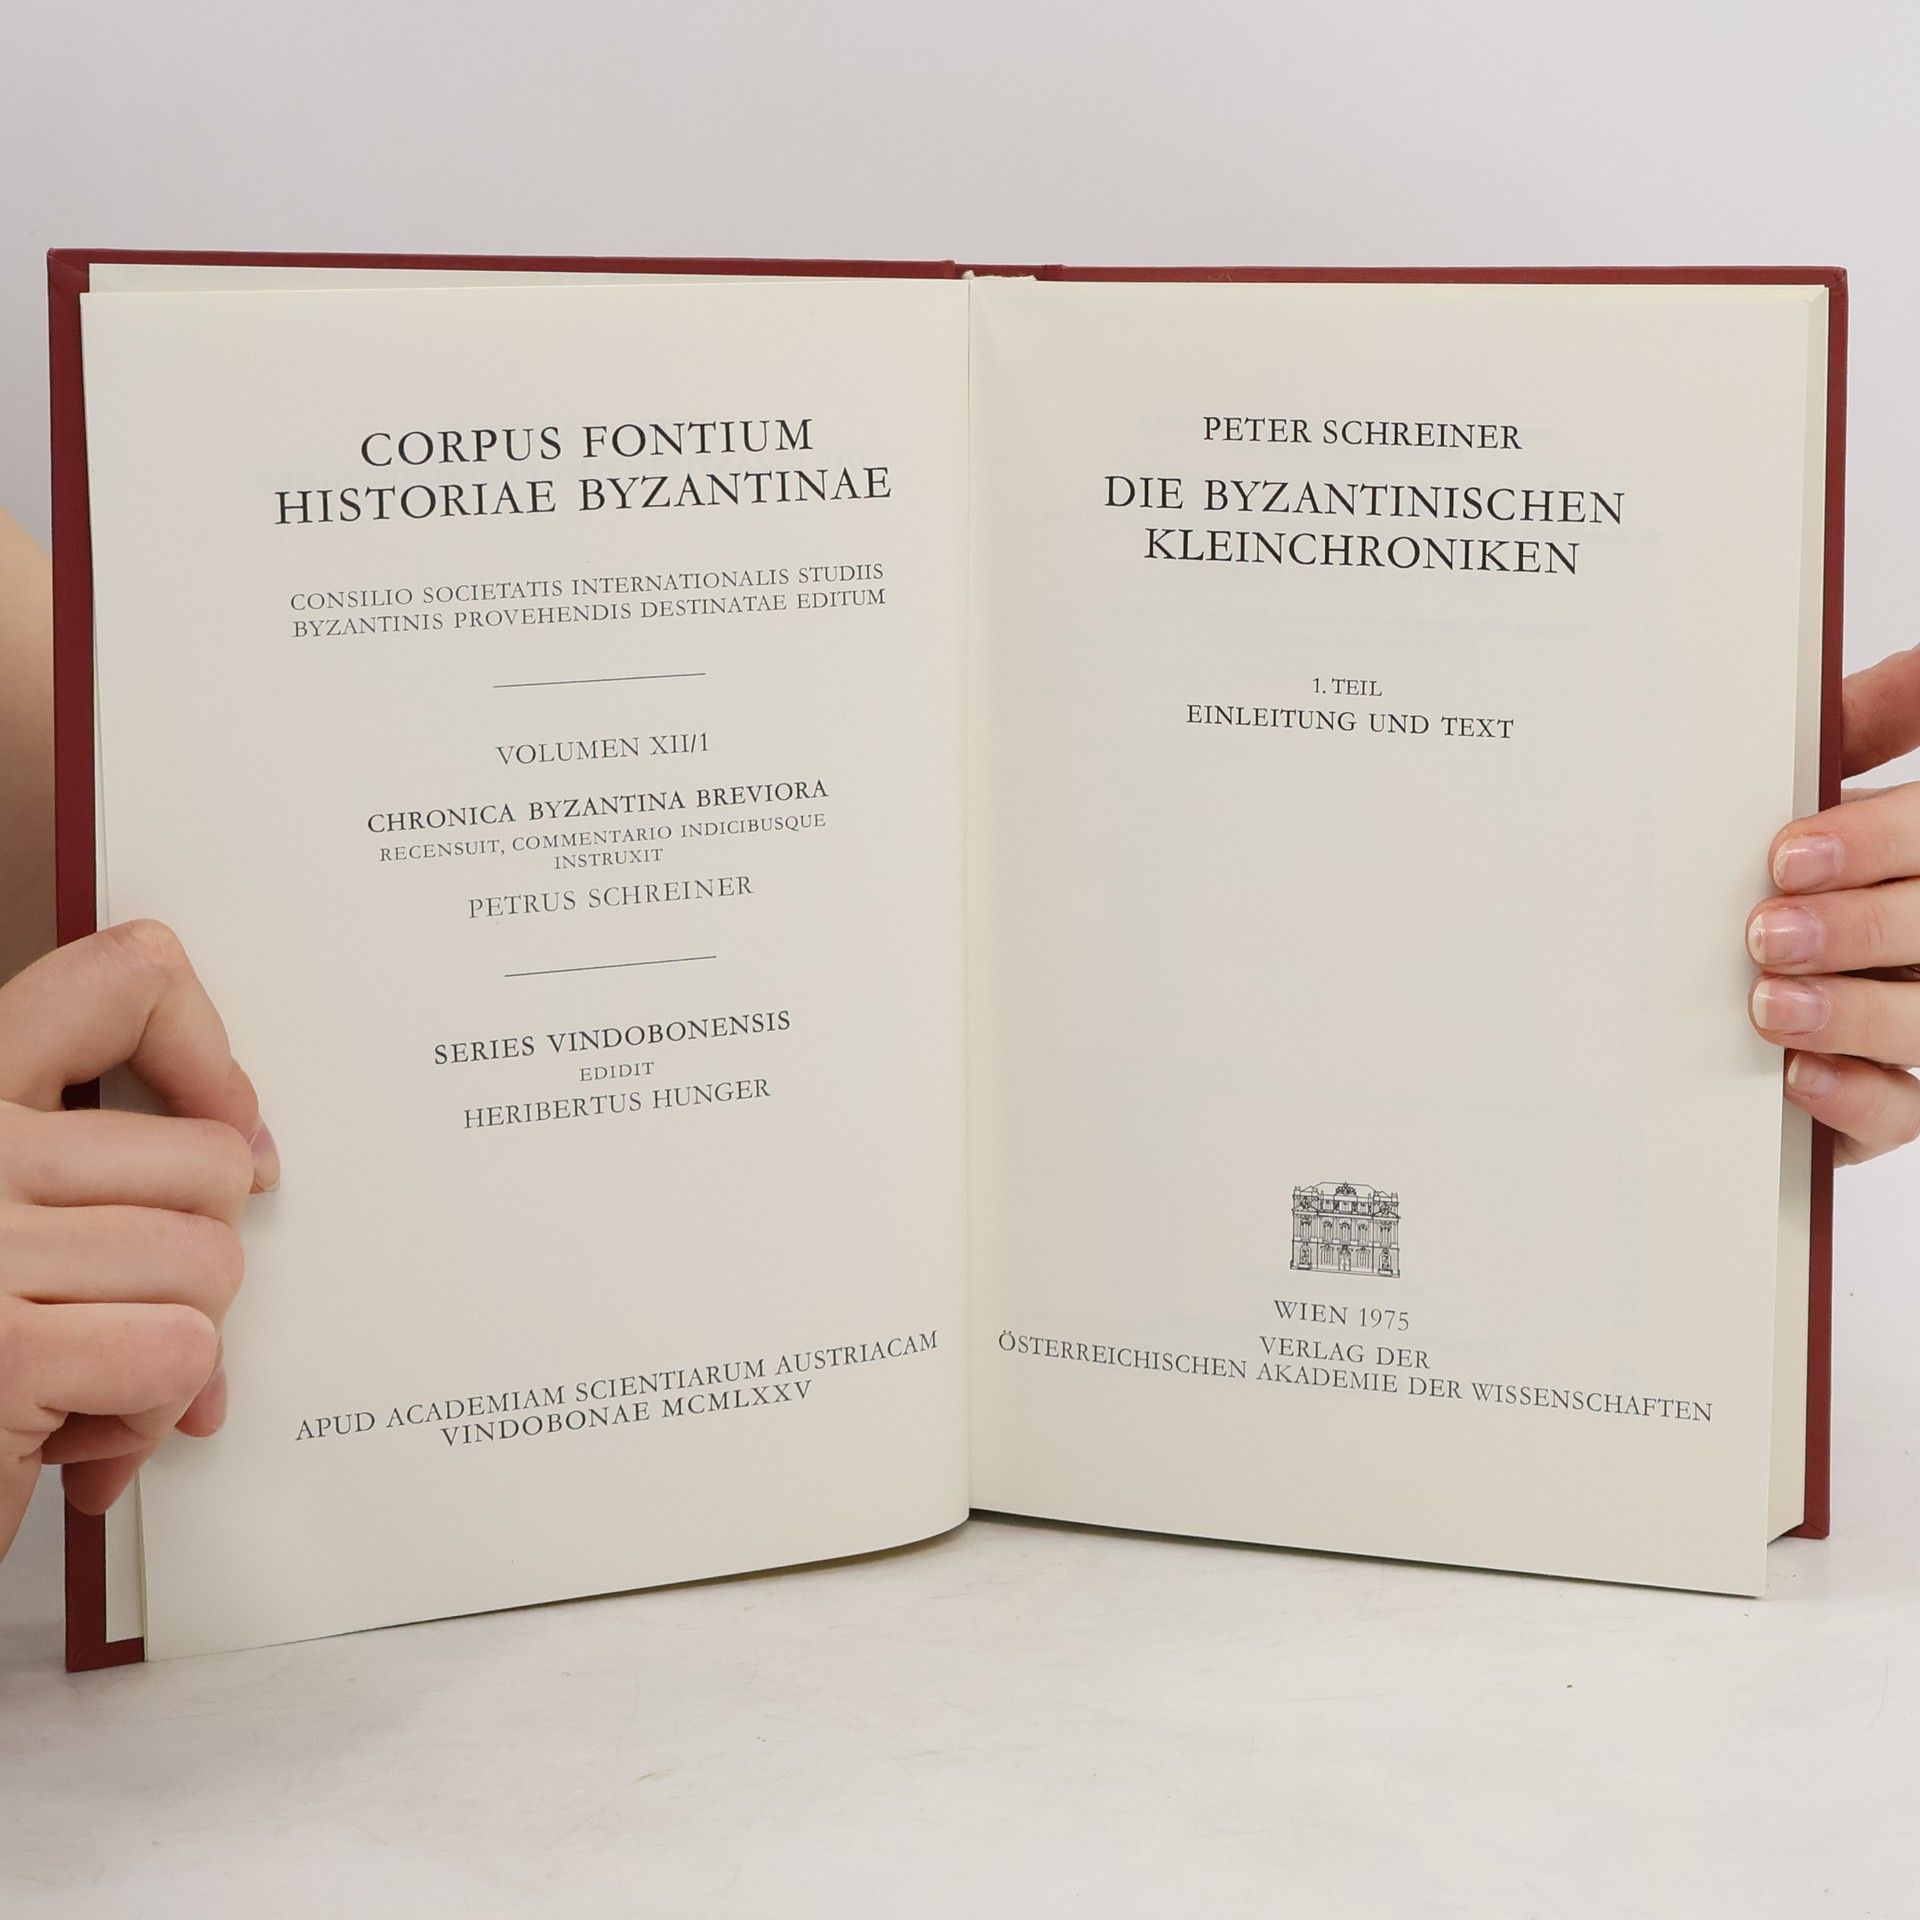 CORPUS FONTIUM
HISTORIAE BYZANTINAE
CONSILIO SOCIETATIS INTERNATIONALIS STUDIIS
BYZANTINIS PROVEHENDIS DESTINATAE EDITUM
VOLUMEN XII/1
CHRONICA BYZANTINA BREVIORA
RECENSUIT, COMMENTARIO INDICIBUSQUE
INSTRUXIT
PETRUS SCHREINER
SERIES VINDOBONENSIS
EDIDIT
HERIBERTUS HUNGER
APUD ACADEMIAM SCIENTIARUM AUSTRIACAM
VINDOBONAE MCMLXXV
PETER SCHREINER
DIE BYZANTINISCHEN
KLEINCHRONIKEN
1. TEIL
EINLEITUNG UND TEXT
WIEN 1975
VERLAG DER
ÖSTERREICHISCHEN AKADEMIE DER WISSENSCHAFTEN